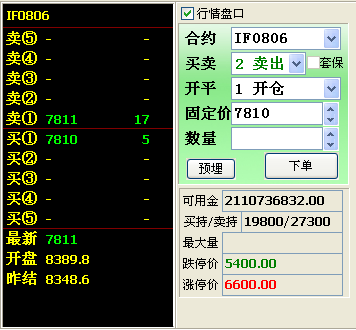 IF0806
卖⑤ - -
卖④ - -
卖③ - -
卖② - -
卖① 7811 17
买① 7810 5
买② - -
买③ - -
买④ - -
买⑤ - -
最新 7811
开盘 8389.8
昨结 8348.6
行情盘口
合约 IF0806
买卖 2 卖出 套保
开平 1 开仓
固定价 7810
数量
预埋 下单
可用金 2110736832.00
买持/卖持 19800/27300
最大量
跌停价 5400.00
涨停价 6600.00